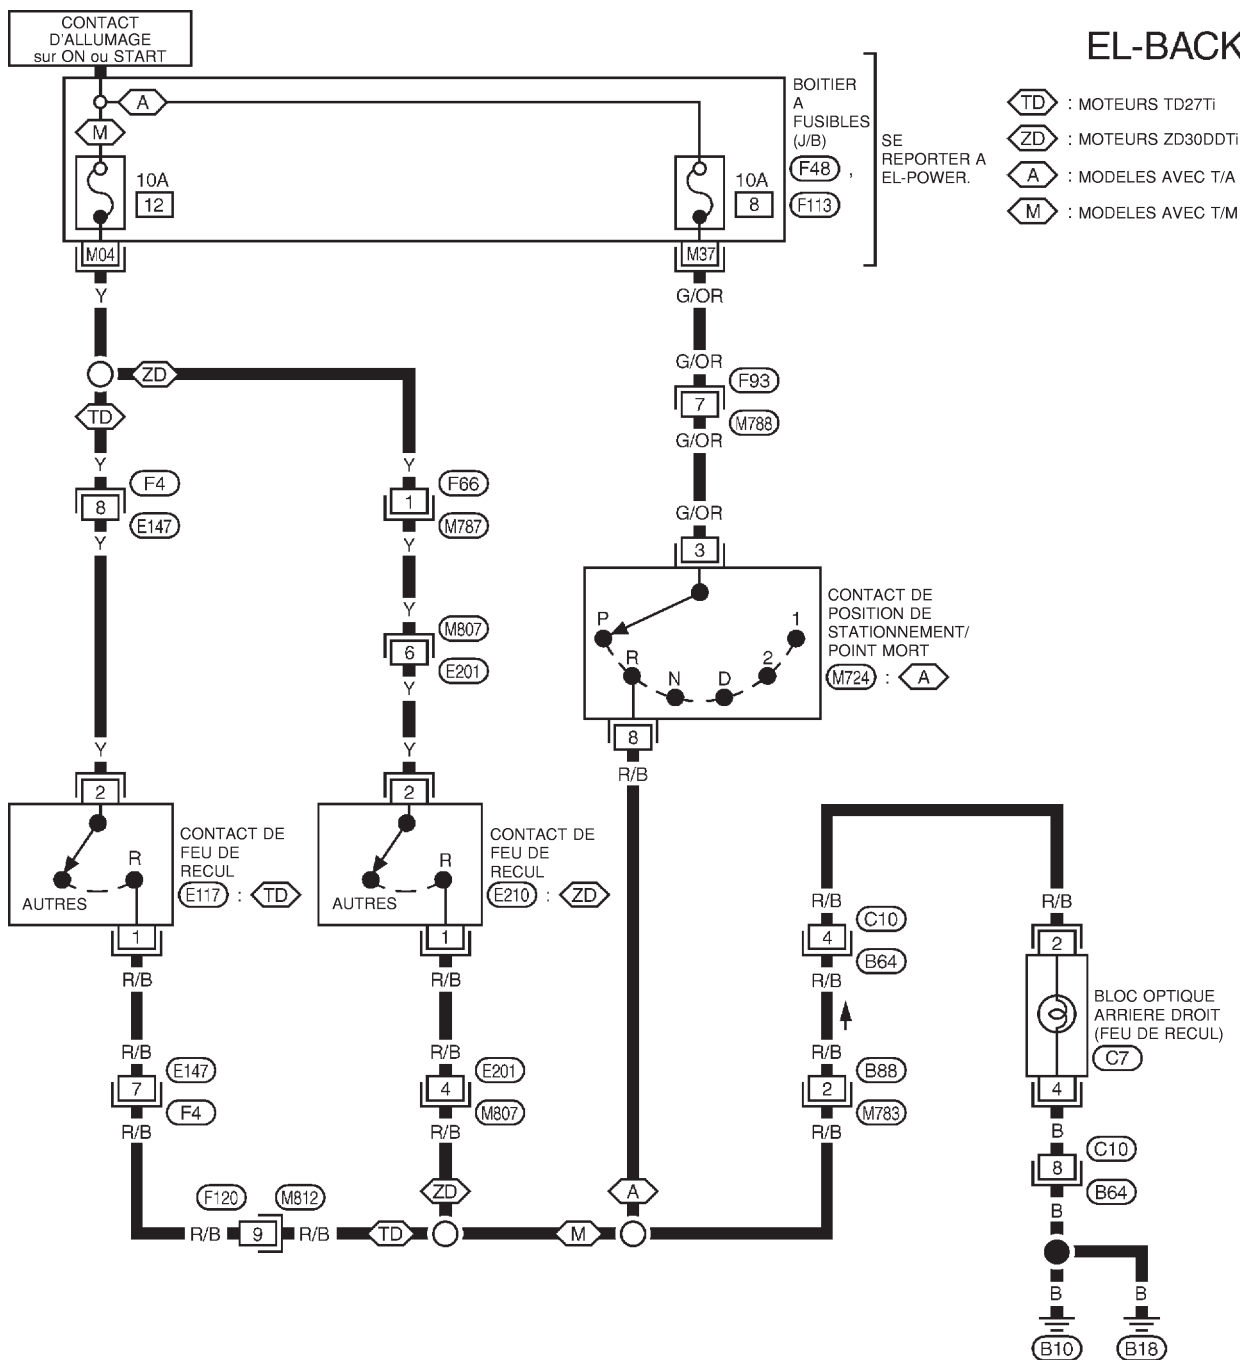 CONTACT
D'ALLUMAGE
sur ON ou START
EL-BACK
TD : MOTEURS TD27Ti
ZD : MOTEURS ZD30DDTi
A : MODELES AVEC T/A
M : MODELES AVEC T/M
A
M
10A
12
10A
8
BOITIER
A
FUSIBLES
(J/B)
F48 ,
F113
SE
REPORTER A
EL-POWER.
M04
M37
Y
G/OR
ZD
TD
G/OR
7
F93
M788
G/OR
Y
8
F4
E147
Y
Y
1
F66
M787
Y
G/OR
3
Y
6
M807
E201
Y
P
R
N
D
2
1
CONTACT DE
POSITION DE
STATIONNEMENT/
POINT MORT
M724 : A
8
R/B
Y
2
R
AUTRES
CONTACT DE
FEU DE
RECUL
E117 : TD
1
R/B
Y
2
R
AUTRES
CONTACT DE
FEU DE
RECUL
E210 : ZD
1
R/B
R/B
7
E147
F4
R/B
R/B
4
E201
M807
R/B
R/B
4
C10
B64
R/B
R/B
2
B88
M783
R/B
R/B
2
BLOC OPTIQUE
ARRIERE DROIT
(FEU DE RECUL)
C7
4
B
8
C10
B64
B
F120
M812
R/B
9
R/B
TD
ZD
M
A
B
B
B10
B18